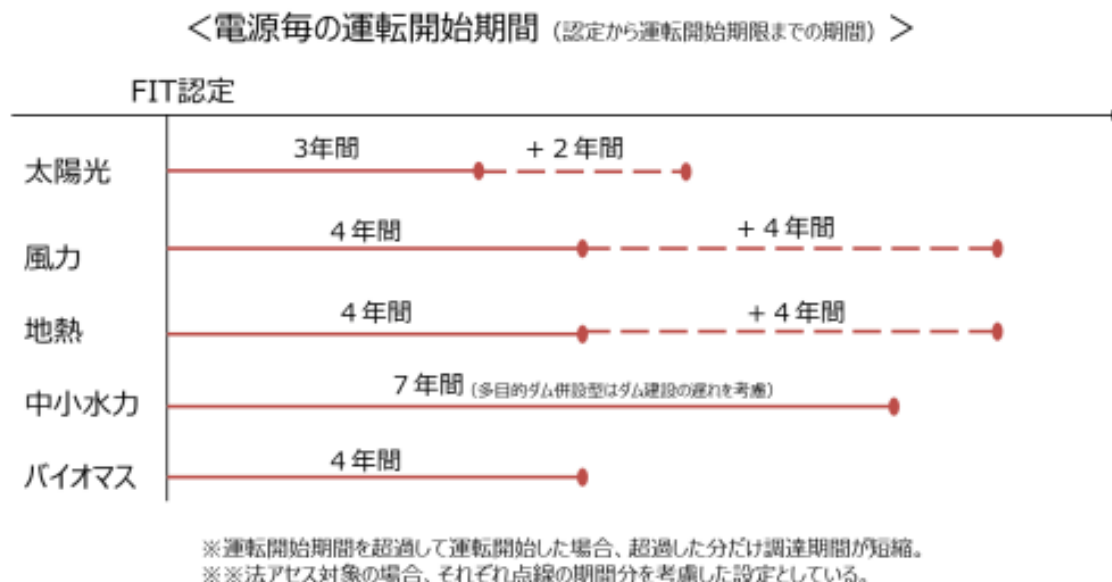 ＜電源毎の運転開始期間（認定から運転開始期限までの期間）＞
FIT認定
太陽光 3年間 ＋２年間
風力 ４年間 ＋４年間
地熱 ４年間 ＋４年間
中小水力 ７年間（多目的ダム併設型はダム建設の遅れを考慮）
バイオマス ４年間
※運転開始期間を超過して運転開始した場合、超過した分だけ調達期間が短縮。
※※法アセス対象の場合、それぞれ点線の期間分を考慮した設定としている。